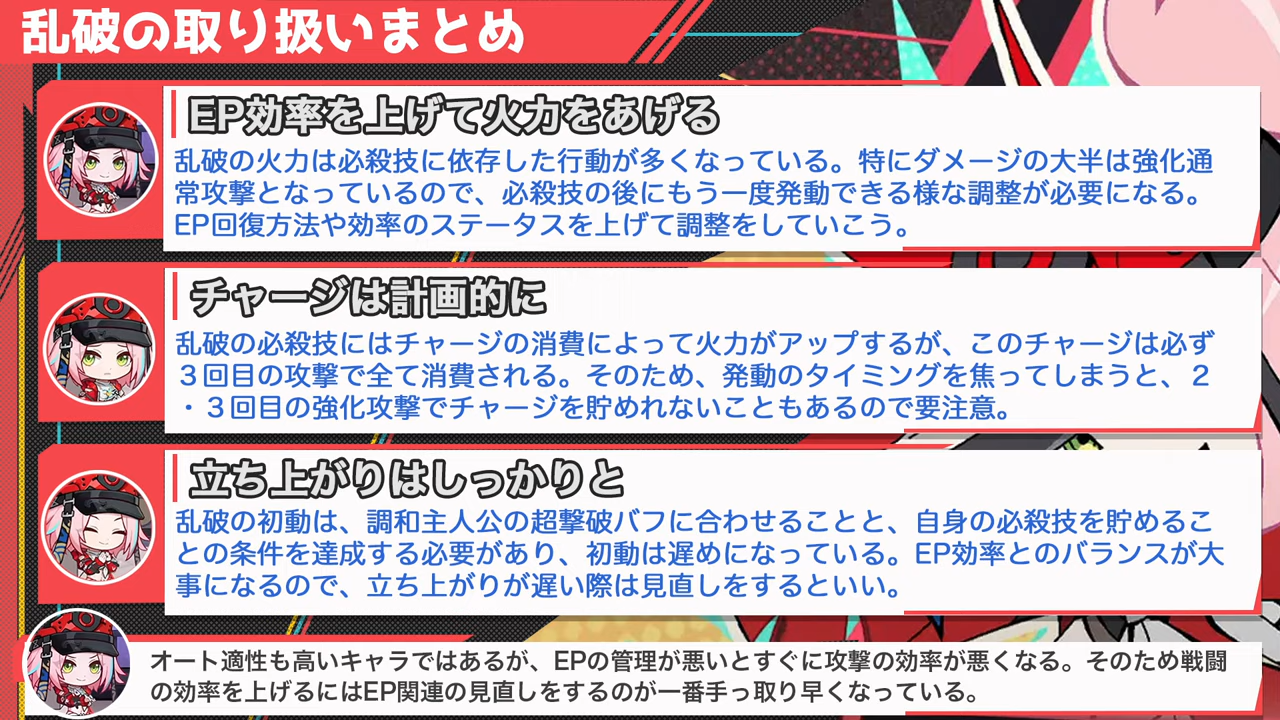 乱破の取り扱いまとめ
EP効率を上げて火力をあげる
乱破の火力は必殺技に依存した行動が多くなっている。特にダメージの大半は強化通
常攻撃となっているので、必殺技の後にもう一度発動できる様な調整が必要になる。
EP回復方法や効率のステータスを上げて調整をしていこう。
チャージは計画的に
乱破の必殺技にはチャージの消費によって火力がアップするが、このチャージは必ず
３回目の攻撃で全て消費される。そのため、発動のタイミングを焦ってしまうと、２
・３回目の強化攻撃でチャージを貯めれないこともあるので要注意。
立ち上がりはしっかりと
乱破の初動は、調和主人公の超撃破バフに合わせることと、自身の必殺技を貯めるこ
との条件を達成する必要があり、初動は遅めになっている。EP効率とのバランスが大
事になるので、立ち上がりが遅い際は見直しをするといい。
オート適性も高いキャラではあるが、EPの管理が悪いとすぐに攻撃の効率が悪くなる。そのため戦闘
の効率を上げるにはEP関連の見直しをするのが一番手っ取り早くなっている。